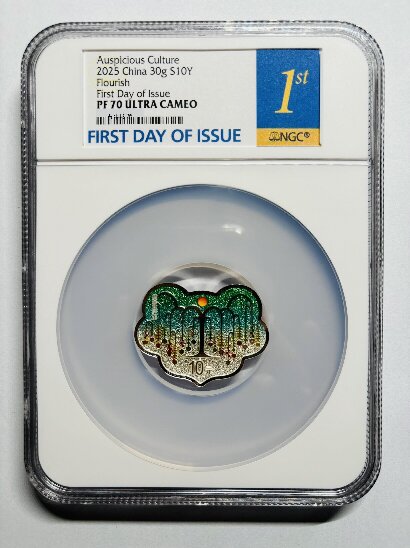 Auspicious Culture
2025 China 30g S10Y
Flourish
First Day of Issue
PF 70 ULTRA CAMEO
FIRST DAY OF ISSUE
1st
NGC®
10